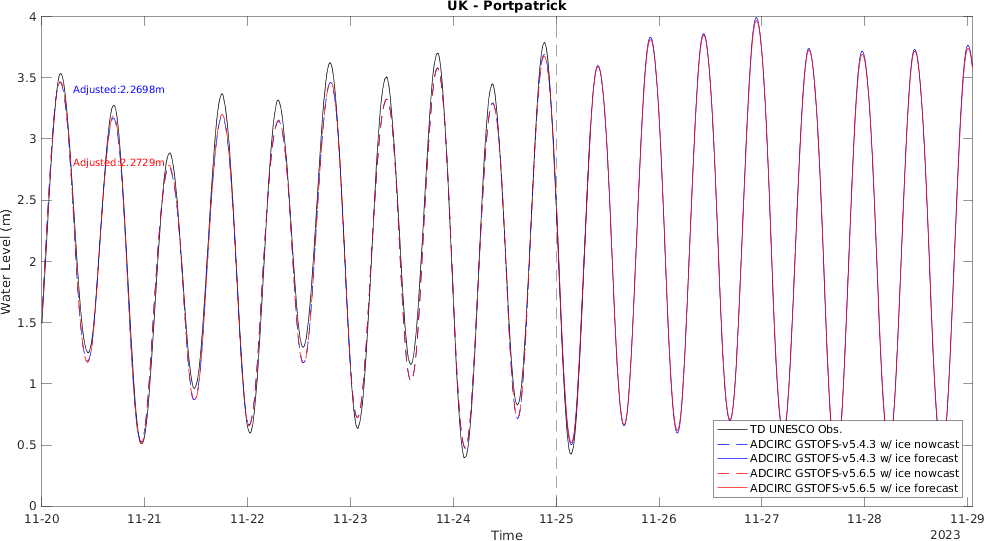 UK - Portpatrick
4
3.5
3
2.5
2
1.5
1
0.5
0
Water Level (m)
Adjusted:2.2698m
Adjusted:2.2729m
TD UNESCO Obs.
ADCIRC GSTOFS-v5.4.3 w/ ice nowcast
ADCIRC GSTOFS-v5.4.3 w/ ice forecast
ADCIRC GSTOFS-v5.6.5 w/ ice nowcast
ADCIRC GSTOFS-v5.6.5 w/ ice forecast
11-20 11-21 11-22 11-23 11-24 11-25 11-26 11-27 11-28 11-29
Time
2023